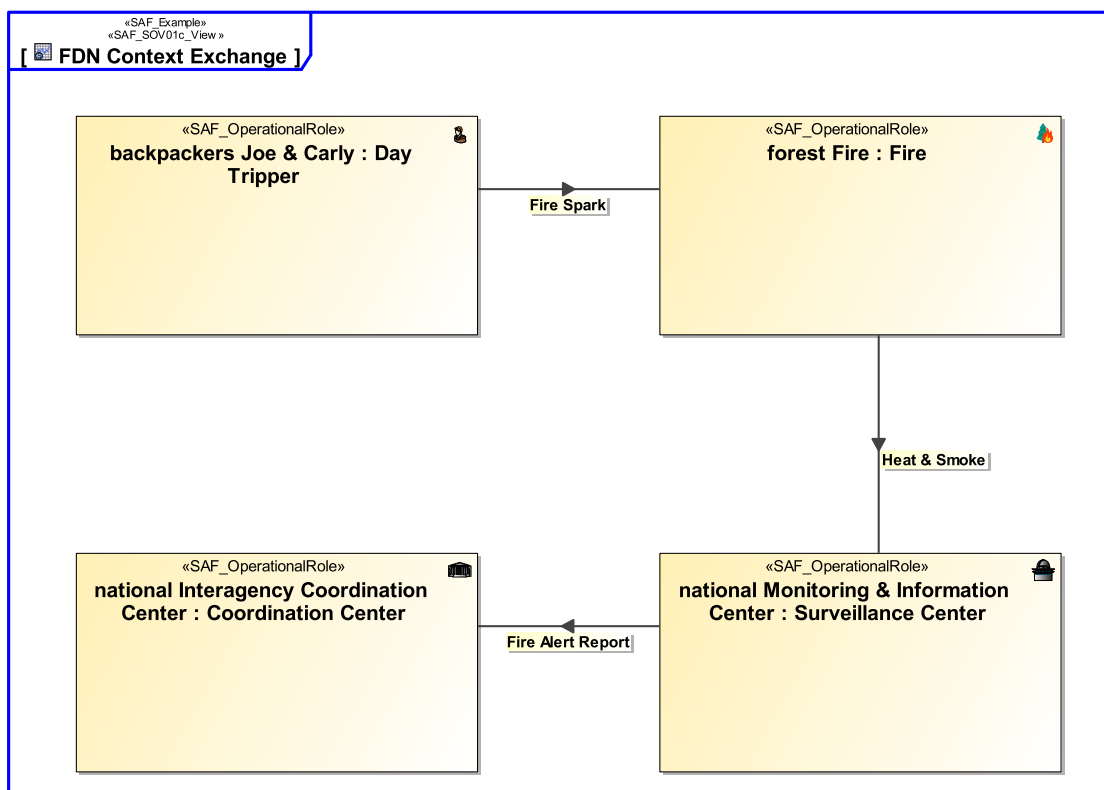 «SAF_Example»
«SAF_SOV01c_View »
[ FDN Context Exchange ]
«SAF_OperationalRole»
backpackers Joe & Carly : Day
Tripper
«SAF_OperationalRole»
forest Fire : Fire
Fire Spark
Heat & Smoke
«SAF_OperationalRole»
national Interagency Coordination
Center : Coordination Center
«SAF_OperationalRole»
national Monitoring & Information
Center : Surveillance Center
Fire Alert Report